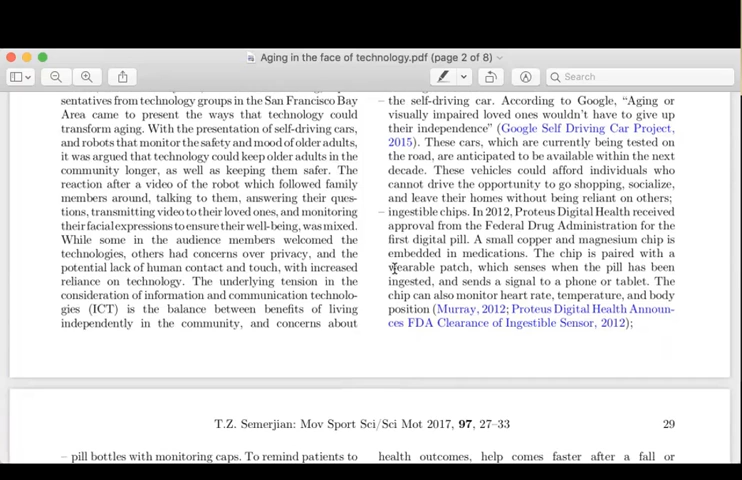 Aging in the face of technology.pdf (page 2 of 8)
Search
sentatives from technology groups in the San Francisco Bay
Area came to present the ways that technology could
transform aging. With the presentation of self-driving cars,
and robots that monitor the safety and mood of older adults,
it was argued that technology could keep older adults in the
community longer, as well as keeping them safer. The
reaction after a video of the robot which followed family
members around, talking to them, answering their ques-
tions, transmitting video to their loved ones, and monitoring
their facial expressions to ensure their well-being, was mixed.
While some in the audience members welcomed the
technologies, others had concerns over privacy, and the
potential lack of human contact and touch, with increased
reliance on technology. The underlying tension in the
consideration of information and communication technolo-
gies (ICT) is the balance between benefits of living
independently in the community, and concerns about
– the self-driving car. According to Google, “Aging or
visually impaired loved ones wouldn’t have to give up
their independence” (Google Self Driving Car Project,
2015). These cars, which are currently being tested on
the road, are anticipated to be available within the next
decade. These vehicles could afford individuals who
cannot drive the opportunity to go shopping, socialize,
and leave their homes without being reliant on others;
– ingestible chips. In 2012, Proteus Digital Health received
approval from the Federal Drug Administration for the
first digital pill. A small copper and magnesium chip is
embedded in medications. The chip is paired with a
wearable patch, which senses when the pill has been
ingested, and sends a signal to a phone or tablet. The
chip can also monitor heart rate, temperature, and body
position (Murray, 2012; Proteus Digital Health Announ-
ces FDA Clearance of Ingestible Sensor, 2012);
T.Z. Semerjian: Mov Sport Sci/Sci Mot 2017, 97, 27–33 29
– pill bottles with monitoring caps. To remind patients to
health outcomes, help comes faster after a fall or